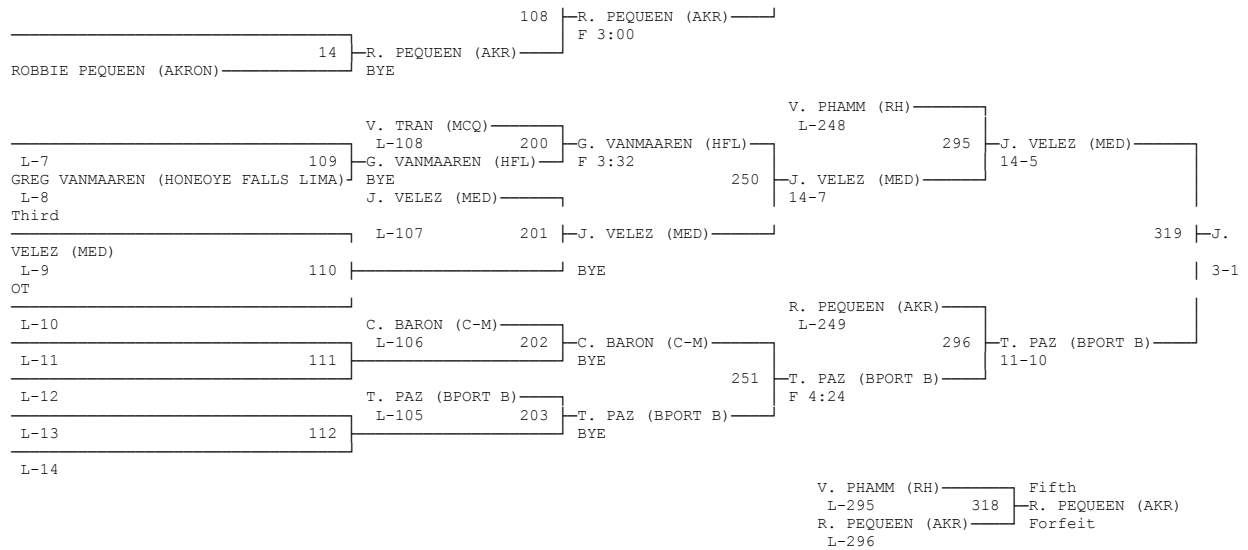 108 R. PEQUEEN (AKR)
F 3:00
14 R. PEQUEEN (AKR)
ROBBIE PEQUEEN (AKRON) BYE
V. PHAMM (RH)
V. TRAN (MCQ) L-248
L-108 200 G. VANMAAREN (HFL) 295 J. VELEZ (MED)
L-7 109 G. VANMAAREN (HFL) F 3:32 14-5
GREG VANMAAREN (HONEOYE FALLS LIMA) BYE 250 J. VELEZ (MED)
L-8 J. VELEZ (MED) 14-7
Third
L-107 201 J. VELEZ (MED) 319 J.
VELEZ (MED)
L-9 110 BYE 3-1
OT
R. PEQUEEN (AKR)
L-10 C. BARON (C-M) L-249
L-106 202 C. BARON (C-M) 296 T. PAZ (BPORT B)
L-11 111 BYE 11-10
251 T. PAZ (BPORT B)
L-12 T. PAZ (BPORT B) F 4:24
L-105 203 T. PAZ (BPORT B)
L-13 112 BYE
L-14
V. PHAMM (RH) Fifth
L-295 318 R. PEQUEEN (AKR)
R. PEQUEEN (AKR) Forfeit
L-296